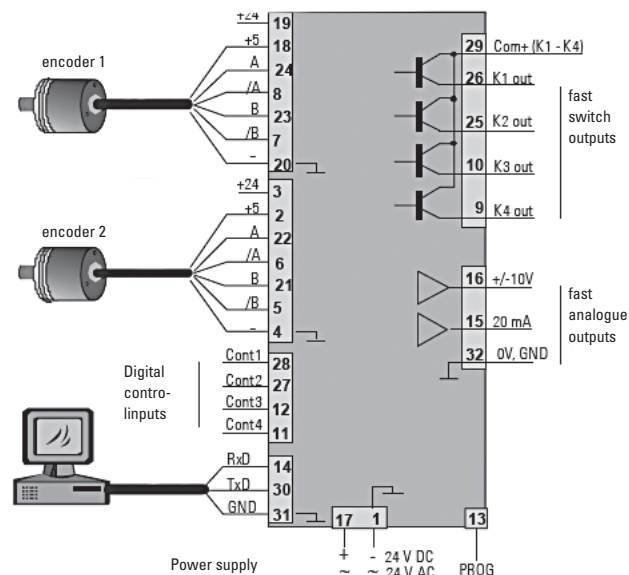 +24 19
+5 18
encoder 1
A 24
/A 8
B 23
/B 7
– 20
+24 3
+5 2
encoder 2
A 22
/A 6
B 21
/B 5
– 4
Digital
contro-
linputs
Cont1 28
Cont2 27
Cont3 12
Cont4 11
RxD 14
TxD 30
GND 31
29 Com+ (K1 - K4)
26 K1 out
25 K2 out
10 K3 out
9 K4 out
fast
switch
outputs
16 +/-10V
15 20 mA
32 0V, GND
fast
analogue
outputs
17 1 13
Power supply
+ - 24 V DC
~ ~ 24 V AC PROG